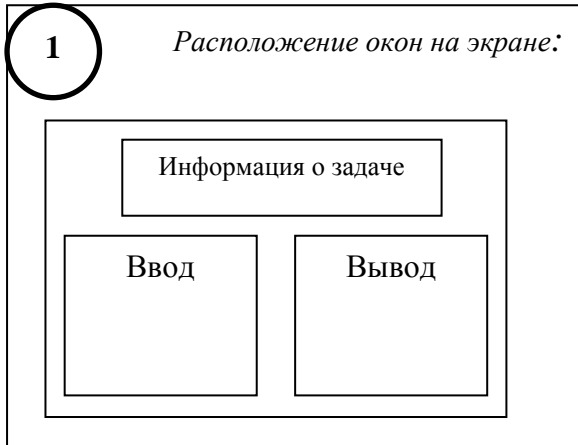 1
Расположение окон на экране:
Информация о задаче
Ввод
Вывод